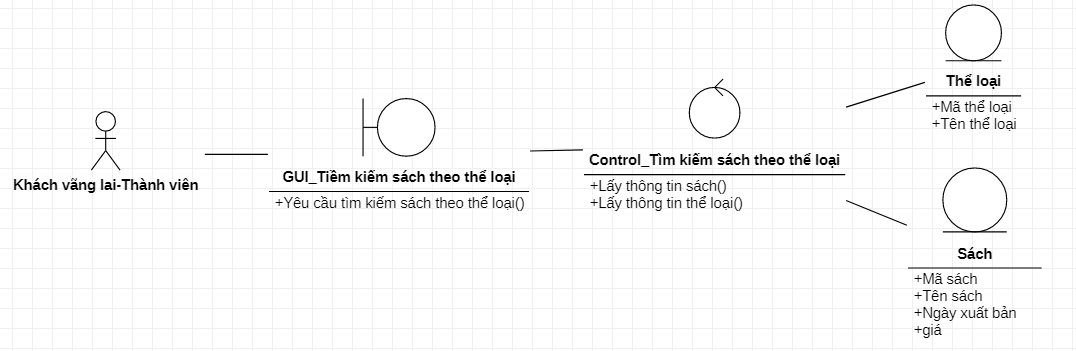 Khách vãng lai-Thành viên
GUI_Tiềm kiếm sách theo thể loại
+Yêu cầu tìm kiếm sách theo thể loại()
Control_Tìm kiếm sách theo thể loại
+Lấy thông tin sách()
+Lấy thông tin thể loại()
Thể loại
+Mã thể loại
+Tên thể loại
Sách
+Mã sách
+Tên sách
+Ngày xuất bản
+giá